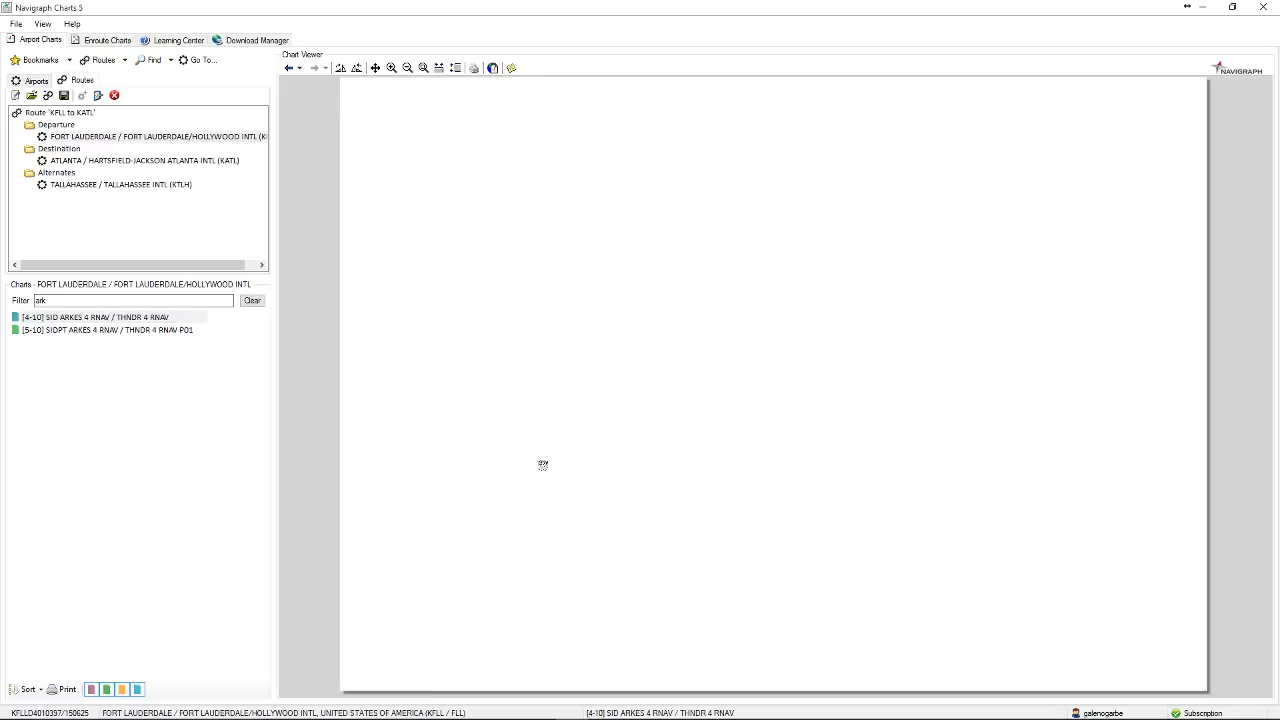 Navigraph Charts 5
File View Help
Airport Charts Enroute Charts Learning Center Download Manager
Bookmarks Routes Find Go To...
Chart Viewer
NAVIGRAPH
Airports Routes
Route 'KFLL to KATL'
Departure
FORT LAUDERDALE / FORT LAUDERDALE/HOLLYWOOD INTL (K
Destination
ATLANTA / HARTSFIELD-JACKSON ATLANTA INTL (KATL)
Alternates
TALLAHASSEE / TALLAHASSEE INTL (KTLH)
Charts - FORT LAUDERDALE / FORT LAUDERDALE/HOLLYWOOD INTL
Filter ark Clear
[4-10] SID ARKES 4 RNAV / THNDR 4 RNAV
[5-10] SIDPT ARKES 4 RNAV / THNDR 4 RNAV P01
Sort Print
KFLLD4010397/150625 FORT LAUDERDALE / FORT LAUDERDALE/HOLLYWOOD INTL, UNITED STATES OF AMERICA (KFLL / FLL) [4-10] SID ARKES 4 RNAV / THNDR 4 RNAV galenogarbe Subscription